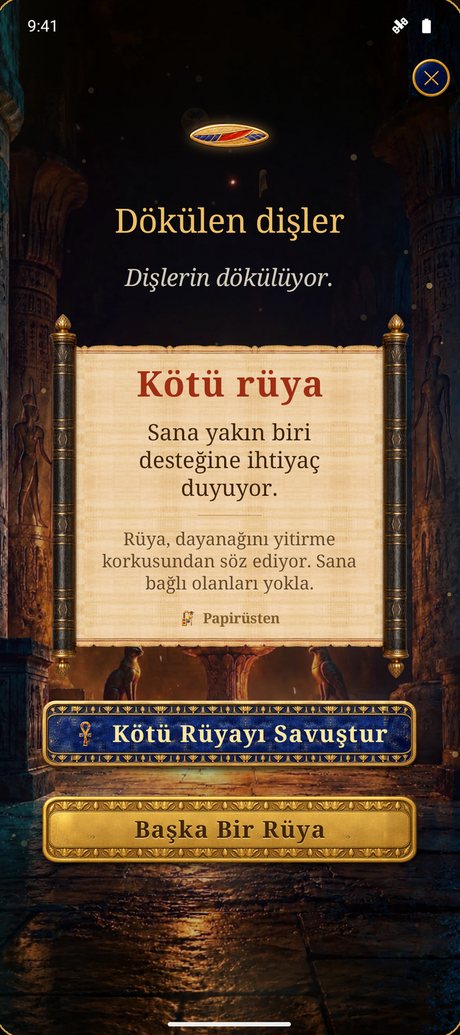 9:41
Dökülen dişler
Dişlerin dökülüyor.
Kötü rüya
Sana yakın biri
desteğine ihtiyaç
duyuyor.
Rüya, dayanağını yitirme
korkusundan söz ediyor. Sana
bağlı olanları yokla.
Papirüsten
Kötü Rüyayı Savuştur
Başka Bir Rüya